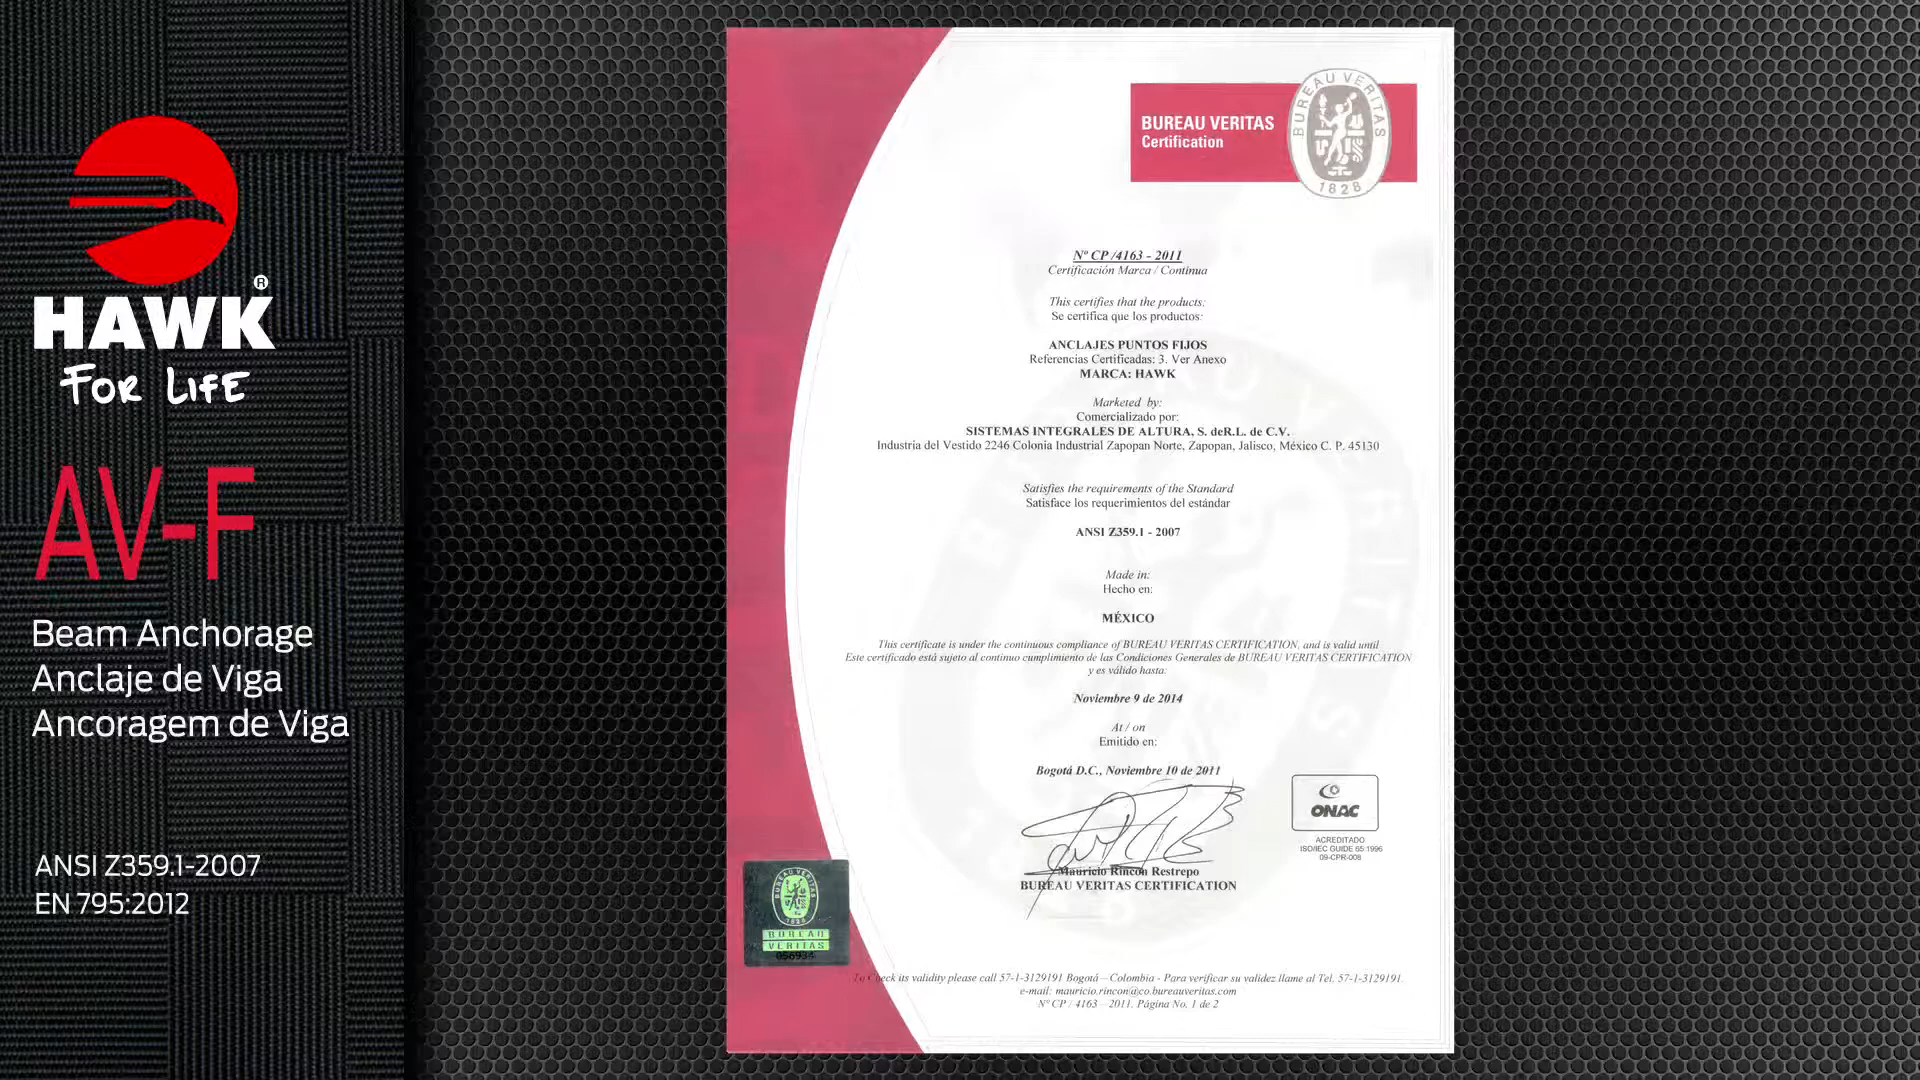 HAWK®
FOR LIFE
AV-F
Beam Anchorage
Anclaje de Viga
Ancoragem de Viga
ANSI Z359.1-2007
EN 795:2012
BUREAU VERITAS
Certification
BUREAU VERITAS
1828
Nº CP /4163 - 2011
Certificación Marca / Continua
This certifies that the products:
Se certifica que los productos:
ANCLAJES PUNTOS FIJOS
Referencias Certificadas: 3. Ver Anexo
MARCA: HAWK
Marketed by:
Comercializado por:
SISTEMAS INTEGRALES DE ALTURA, S. deR.L. de C.V.
Industria del Vestido 2246 Colonia Industrial Zapopan Norte, Zapopan, Jalisco, México C. P. 45130
Satisfies the requirements of the Standard
Satisface los requerimientos del estándar
ANSI Z359.1 - 2007
Made in:
Hecho en:
MÉXICO
This certificate is under the continuous compliance of BUREAU VERITAS CERTIFICATION, and is valid until
Este certificado está sujeto al continuo cumplimiento de las Condiciones Generales de BUREAU VERITAS CERTIFICATION
y es válido hasta:
Noviembre 9 de 2014
At / on
Emitido en:
Bogotá D.C., Noviembre 10 de 2011
Mauricio Rincón Restrepo
BUREAU VERITAS CERTIFICATION
ONAC
ACREDITADO
ISO/IEC GUIDE 65:1996
09-CPR-008
BUREAU VERITAS
1828
BUREAU
VERITAS
056934
To Check its validity please call 57-1-3129191 Bogotá – Colombia - Para verificar su validez llame al Tel. 57-1-3129191.
e-mail: mauricio.rincon@co.bureauveritas.com
Nº CP / 4163 – 2011. Página No. 1 de 2